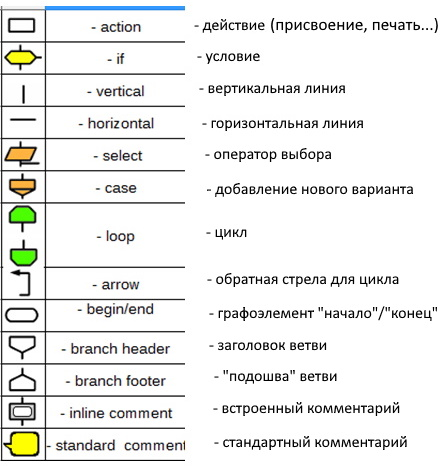 - action - действие (присвоение, печать...)
- if - условие
- vertical - вертикальная линия
- horizontal - горизонтальная линия
- select - оператор выбора
- case - добавление нового варианта
- loop - цикл
- arrow - обратная стрела для цикла
- begin/end - графоэлемент "начало"/"конец"
- branch header - заголовок ветви
- branch footer - "подошва" ветви
- inline comment - встроенный комментарий
- standard comment - стандартный комментарий